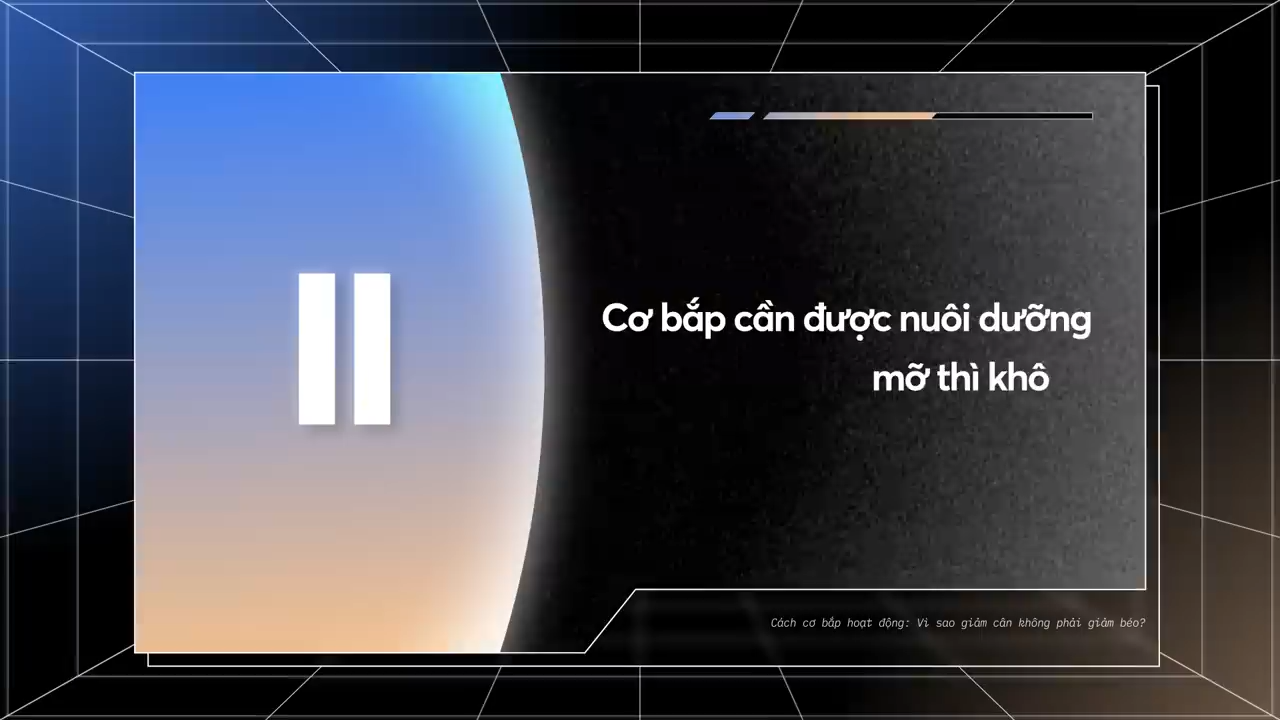 II
Cơ bắp cần được nuôi dưỡng
mỡ thì khô
Cách cơ bắp hoạt động: Vì sao giảm cân không phải giảm béo?